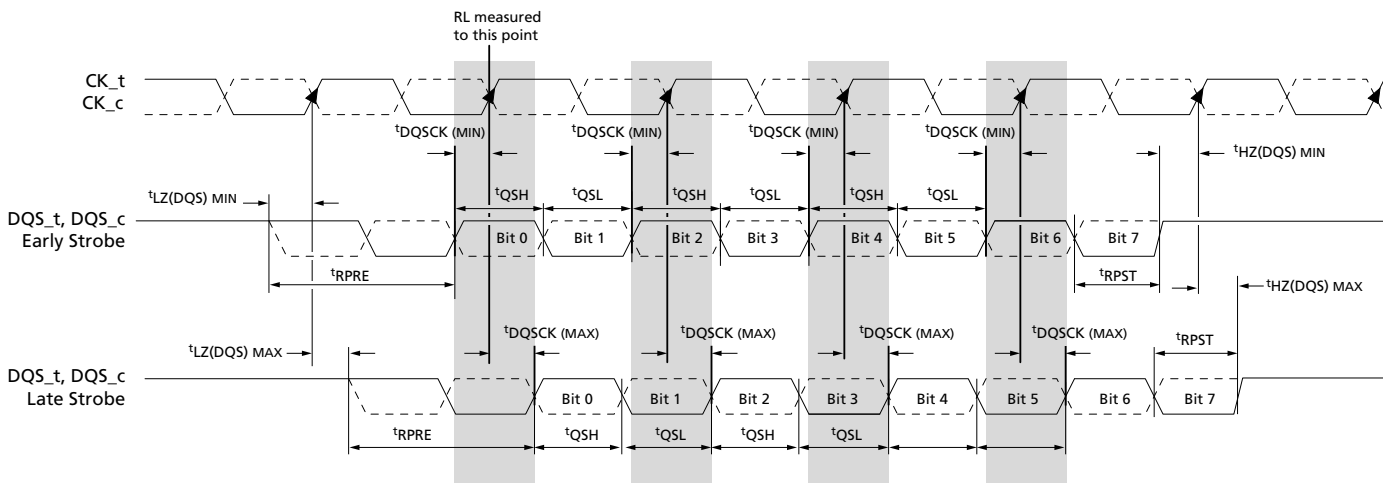 RL measured
to this point
CK_t
CK_c
tDQSCK (MIN) tDQSCK (MIN) tDQSCK (MIN) tDQSCK (MIN)
tHZ(DQS) MIN
tLZ(DQS) MIN
tQSH tQSL tQSH tQSL tQSH tQSL
DQS_t, DQS_c
Early Strobe
Bit 0 Bit 1 Bit 2 Bit 3 Bit 4 Bit 5 Bit 6 Bit 7
tRPRE
tRPST
tHZ(DQS) MAX
tDQSCK (MAX) tDQSCK (MAX) tDQSCK (MAX) tDQSCK (MAX)
tRPST
tLZ(DQS) MAX
DQS_t, DQS_c
Late Strobe
Bit 0 Bit 1 Bit 2 Bit 3 Bit 4 Bit 5 Bit 6 Bit 7
tRPRE
tQSH tQSL tQSH tQSL